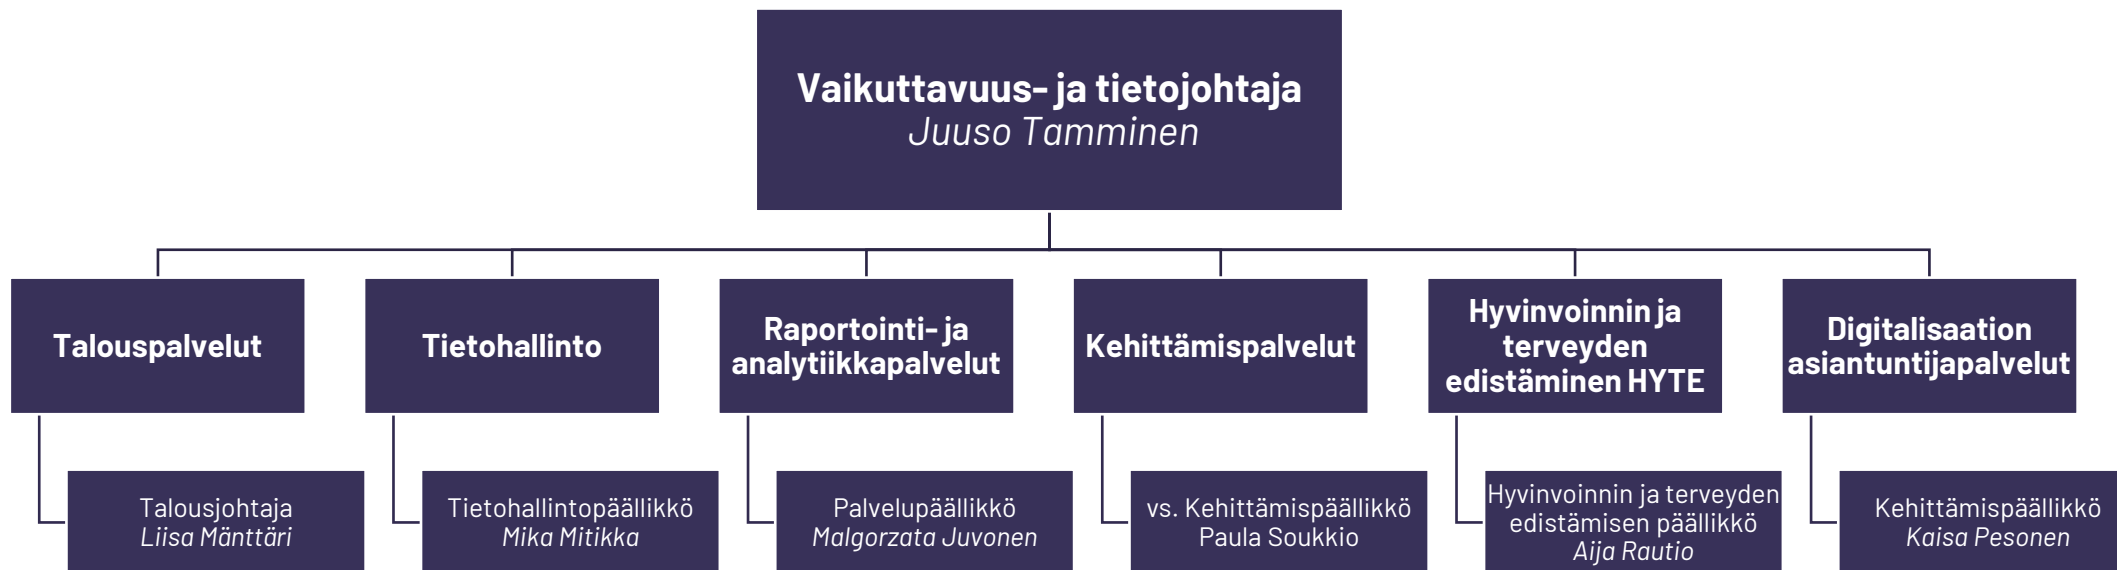 Vaikuttavuus- ja tietojohtaja
Juuso Tamminen
Talouspalvelut
Tietohallinto
Raportointi- ja
analytiikkapalvelut
Kehittämispalvelut
Hyvinvoinnin ja
terveyden
edistäminen HYTE
Digitalisaation
asiantuntijapalvelut
Talousjohtaja
Liisa Mänttäri
Tietohallintopäällikkö
Mika Mitikka
Palvelupäällikkö
Malgorzata Juvonen
vs. Kehittämispäällikkö
Paula Soukkio
Hyvinvoinnin ja terveyden
edistämisen päällikkö
Aija Rautio
Kehittämispäällikkö
Kaisa Pesonen